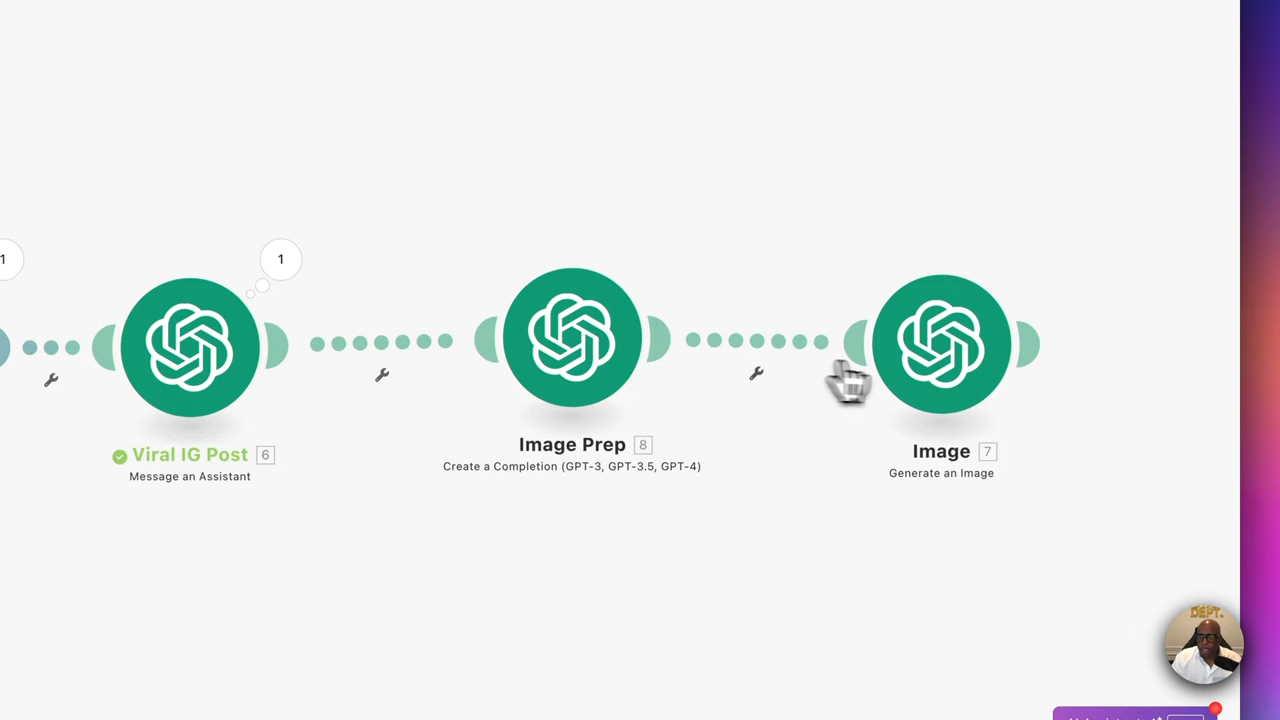 1
1
Viral IG Post 6
Message an Assistant
Image Prep 8
Create a Completion (GPT-3, GPT-3.5, GPT-4)
Image 7
Generate an Image
DEPT.